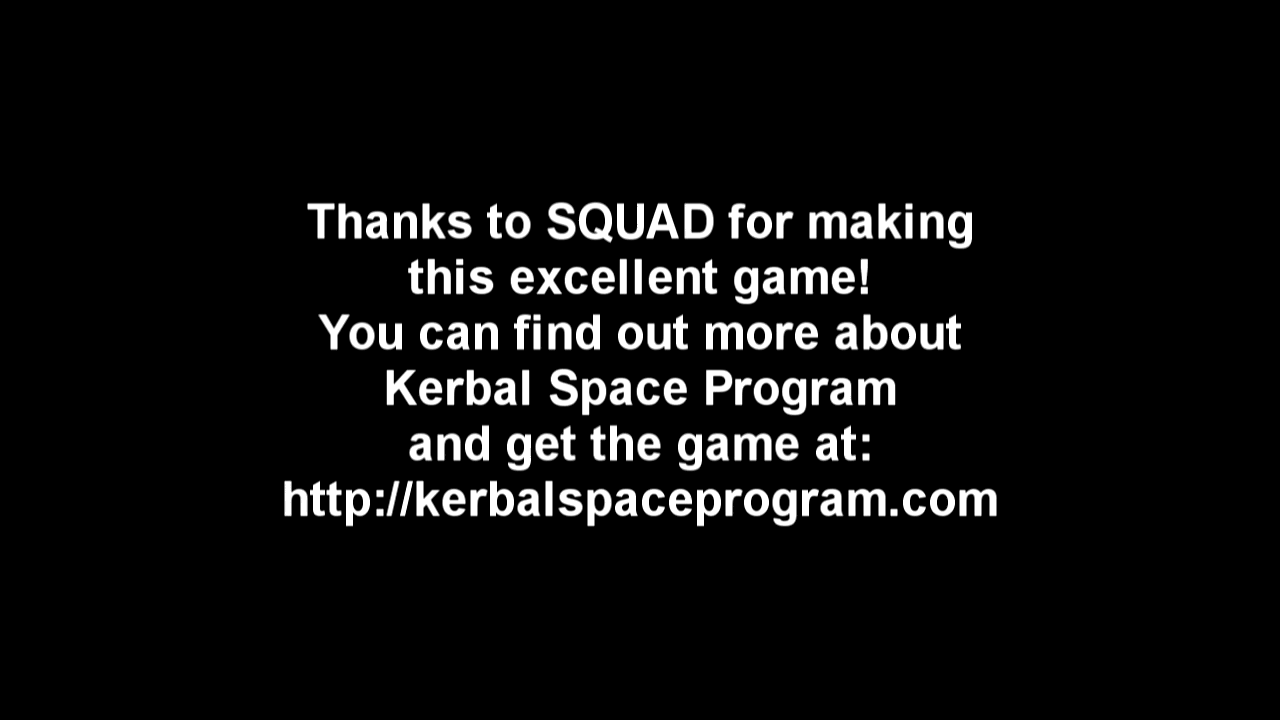 Thanks to SQUAD for making
this excellent game!
You can find out more about
Kerbal Space Program
and get the game at:
http://kerbalspaceprogram.com